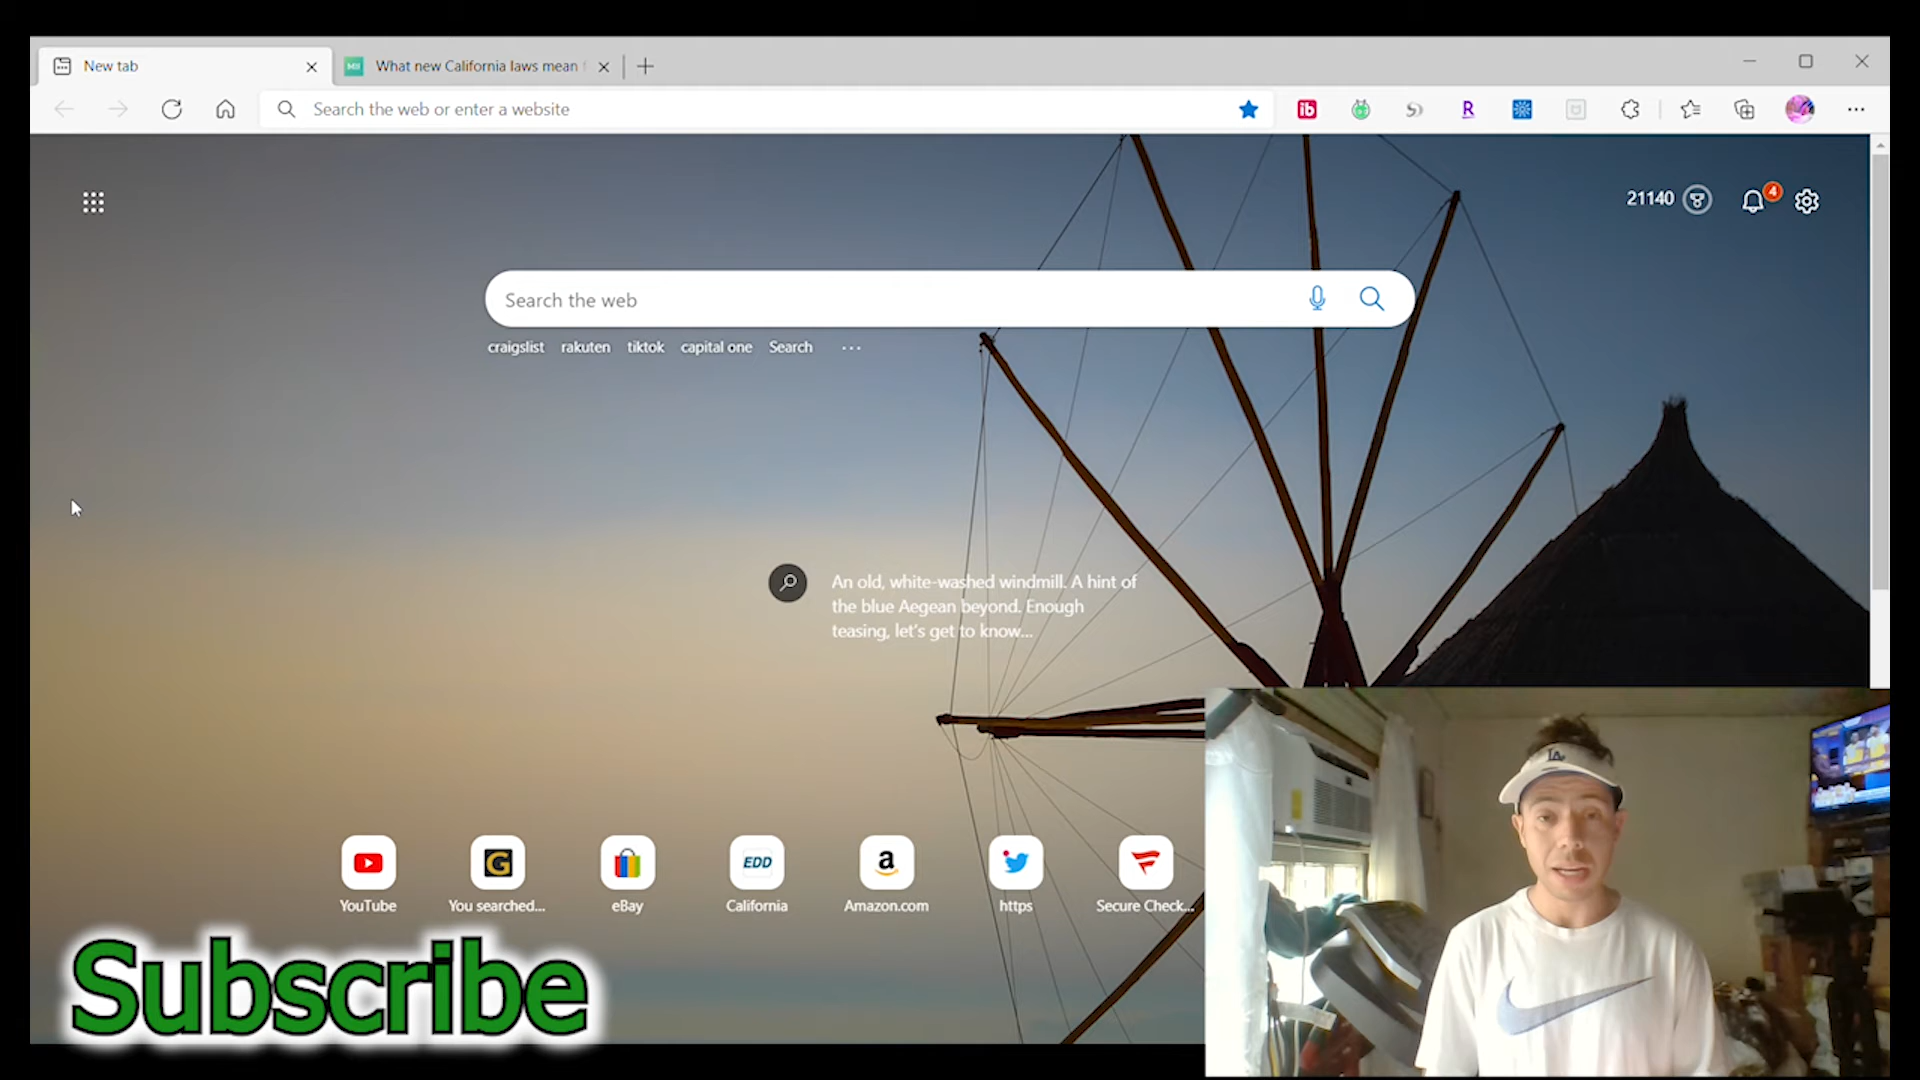 New tab
What new California laws mean
Search the web or enter a website
21140
4
Search the web
craigslist
rakuten
tiktok
capital one
Search
An old, white-washed windmill. A hint of
the blue Aegean beyond. Enough
teasing, let's get to know...
EDD
YouTube
You searched...
eBay
California
Amazon.com
https
Secure Check...
Subscribe
LA